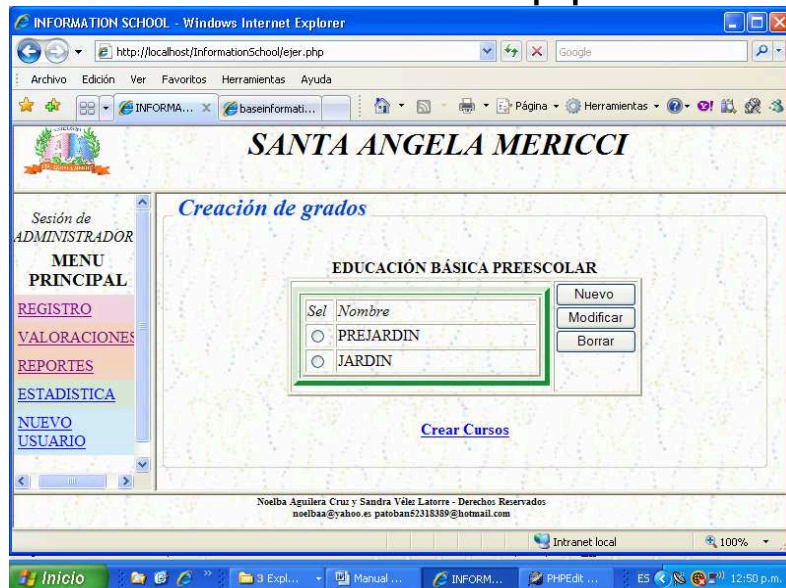 INFORMATION SCHOOL - Windows Internet Explorer
http://localhost/InformationSchool/ejer.php
Google
Archivo Edición Ver Favoritos Herramientas Ayuda
INFORMA... baseinformati... Página Herramientas
SANTA ANGELA MERICCI
Sesión de
ADMINISTRADOR
MENU
PRINCIPAL
REGISTRO
VALORACIONES
REPORTES
ESTADISTICA
NUEVO
USUARIO
Creación de grados
EDUCACIÓN BÁSICA PREESCOLAR
Sel Nombre
PREJARDIN
JARDIN
Nuevo
Modificar
Borrar
Crear Cursos
Noelba Aguilera Cruz y Sandra Vélez Latorre - Derechos Reservados
noelbaa@yahoo.es patoban52318389@hotmail.com
Intranet local 100%
Inicio 3 Expl... Manual ... INFORM... PHPEdit ... ES 12:50 p.m.